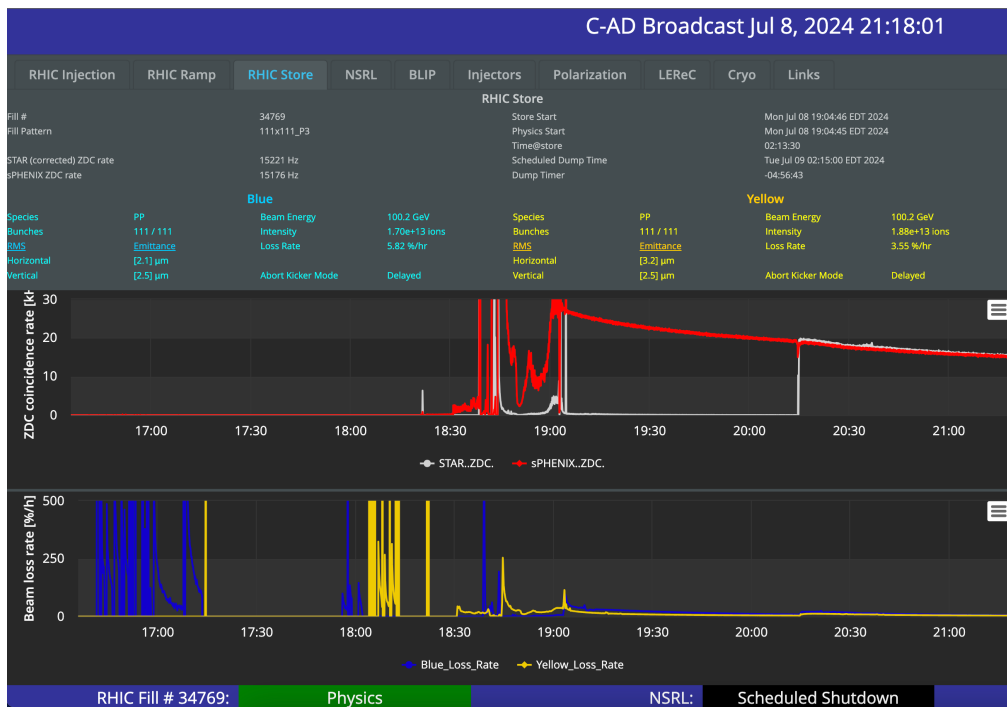 C-AD Broadcast Jul 8, 2024 21:18:01
RHIC Injection RHIC Ramp RHIC Store NSRL BLIP Injectors Polarization LEReC Cryo Links
RHIC Store
Fill # 34769 Store Start Mon Jul 08 19:04:46 EDT 2024
Fill Pattern 111x111_P3 Physics Start Mon Jul 08 19:04:45 EDT 2024
Time@store 02:13:30
STAR (corrected) ZDC rate 15221 Hz Scheduled Dump Time Tue Jul 09 02:15:00 EDT 2024
sPHENIX ZDC rate 15176 Hz Dump Timer -04:56:43
Blue Yellow
Species PP Beam Energy 100.2 GeV Species PP Beam Energy 100.2 GeV
Bunches 111 / 111 Intensity 1.70e+13 ions Bunches 111 / 111 Intensity 1.88e+13 ions
RMS Emittance Loss Rate 5.82 %/hr RMS Emittance Loss Rate 3.55 %/hr
Horizontal [2.1] μm Horizontal [3.2] μm
Vertical [2.5] μm Abort Kicker Mode Delayed Vertical [2.5] μm Abort Kicker Mode Delayed
ZDC coincidence rate [kH
30
20
10
0
17:00 17:30 18:00 18:30 19:00 19:30 20:00 20:30 21:00
STAR..ZDC. sPHENIX..ZDC.
Beam loss rate [%/h]
500
250
0
17:00 17:30 18:00 18:30 19:00 19:30 20:00 20:30 21:00
Blue_Loss_Rate Yellow_Loss_Rate
RHIC Fill # 34769: Physics NSRL: Scheduled Shutdown